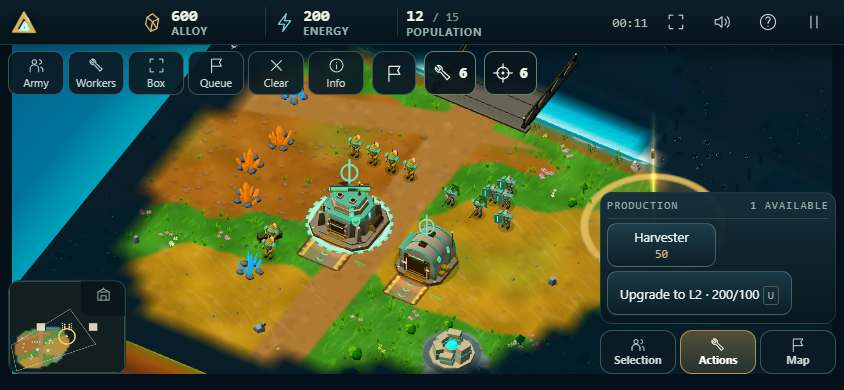 600
ALLOY
200
ENERGY
12 / 15
POPULATION
00:11
Army
Workers
Box
Queue
Clear
Info
6
6
PRODUCTION
1 AVAILABLE
Harvester
50
Upgrade to L2 · 200/100 U
Selection
Actions
Map